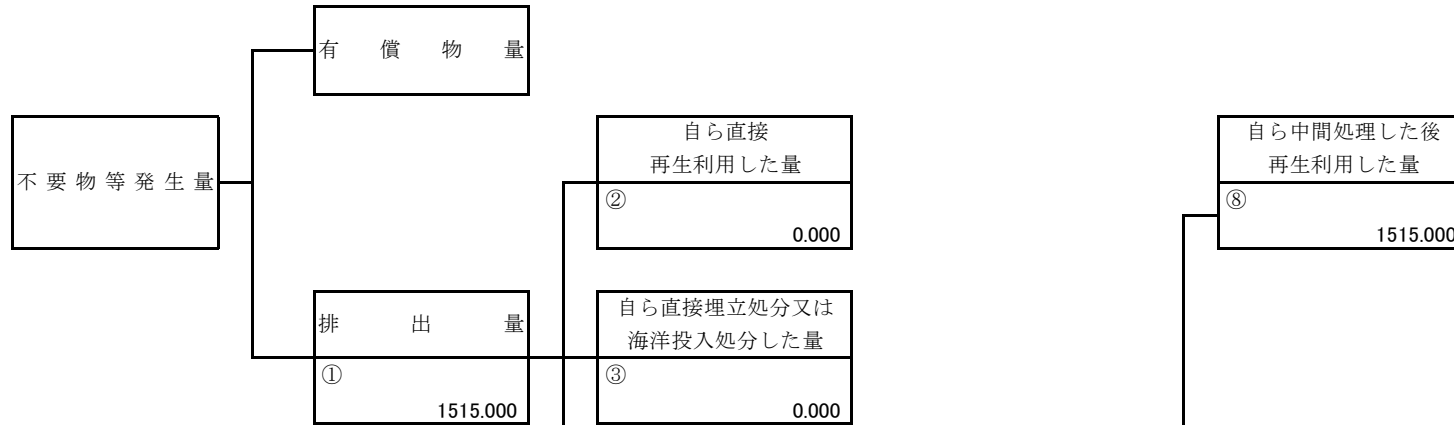 有償物量
自ら直接
再生利用した量
②
0.000
自ら中間処理した後
再生利用した量
⑧
1515.000
不要物等発生量
排出量
①
1515.000
自ら直接埋立処分又は
海洋投入処分した量
③
0.000